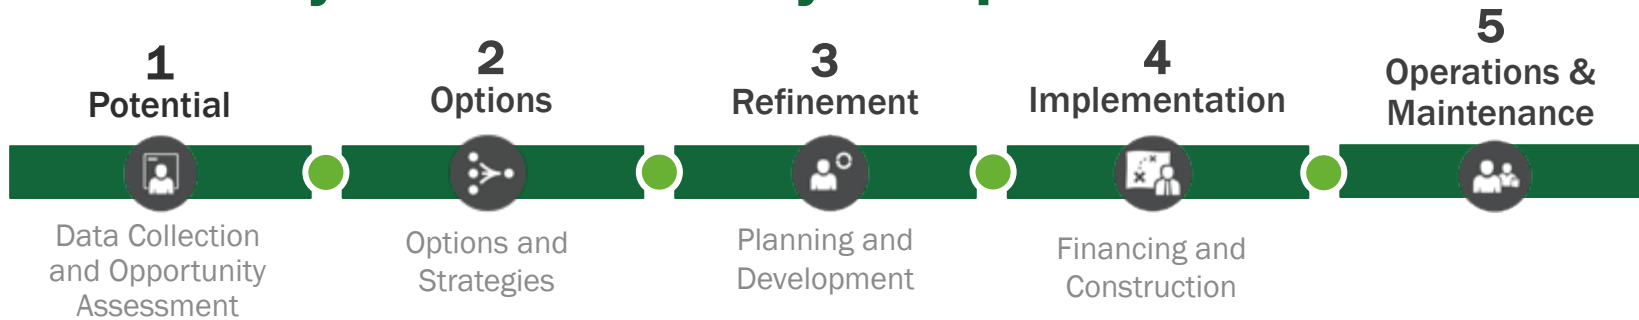 1
Potential
2
Options
3
Refinement
4
Implementation
5
Operations &
Maintenance
Data Collection
and Opportunity
Assessment
Options and
Strategies
Planning and
Development
Financing and
Construction